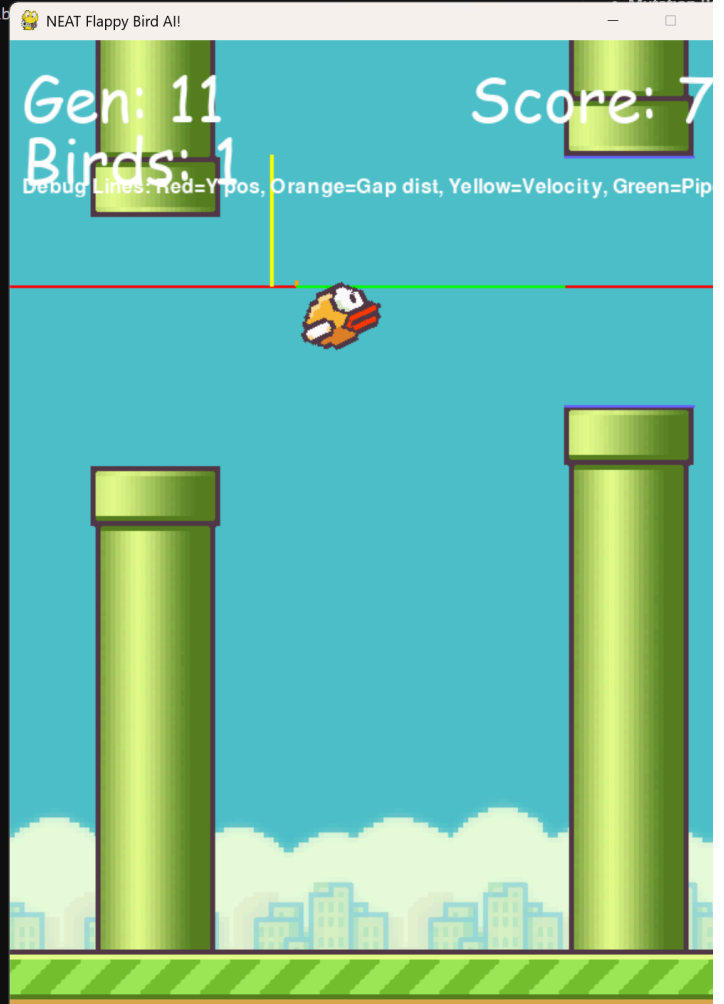 NEAT Flappy Bird AI!
Gen: 11
Score: 7
Birds: 1
Debug Lines: Red=Y pos, Orange=Gap dist, Yellow=Velocity, Green=Pip